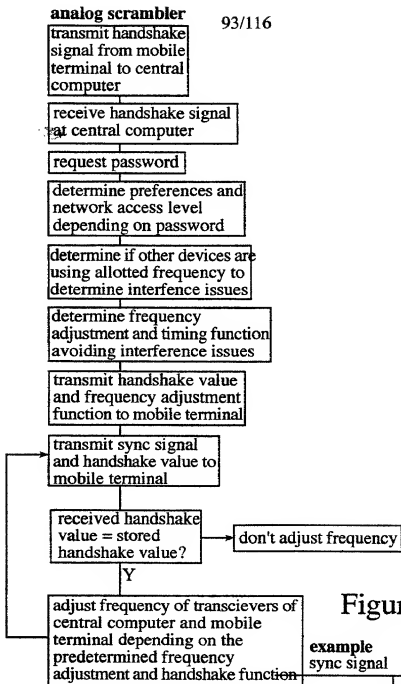 analog scrambler
93/116
transmit handshake
signal from mobile
terminal to central
computer
receive handshake signal
at central computer
request password
determine preferences and
network access level
depending on password
determine if other devices are
using allotted frequency to
determine interfence issues
determine frequency
adjustment and timing function
avoiding interference issues
transmit handshake value
and frequency adjustment
function to mobile terminal
transmit sync signal
and handshake value to
mobile terminal
received handshake
value = stored
handshake value?
don't adjust frequency
Y
adjust frequency of transcievers of
central computer and mobile
terminal depending on the
predetermined frequency
adjustment and handshake function
Figu
example
sync signal